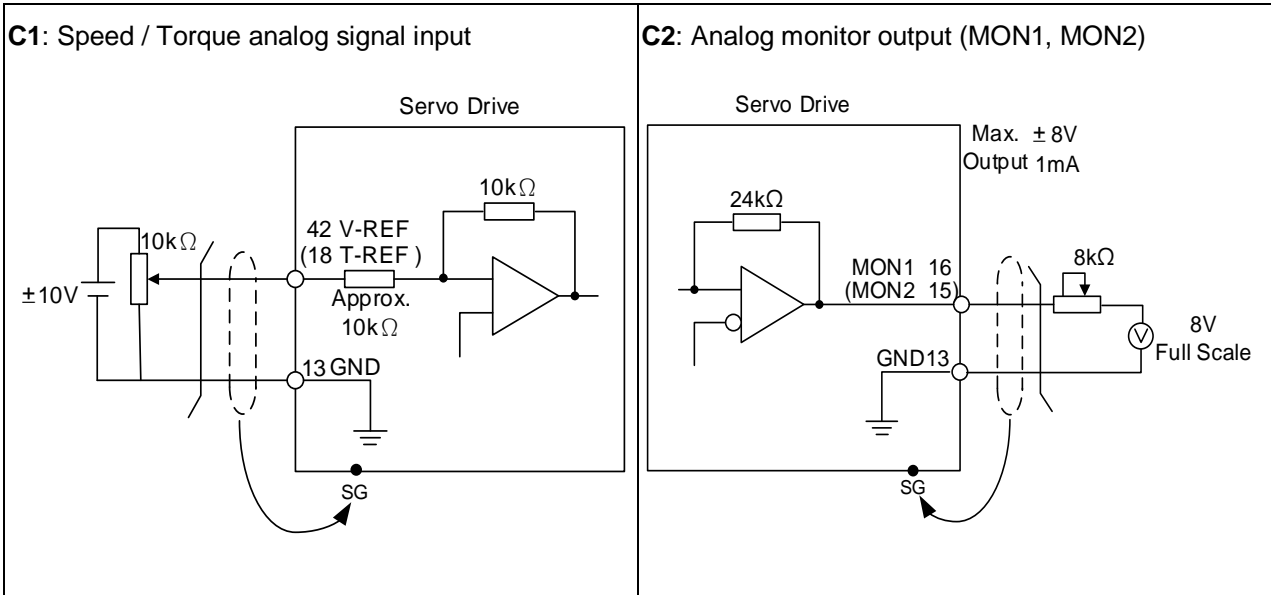 C1: Speed / Torque analog signal input
Servo Drive
10kΩ
42 V-REF
(18 T-REF )
10kΩ
±10V
Approx.
10kΩ
13 GND
SG
C2: Analog monitor output (MON1, MON2)
Servo Drive
Max. ± 8V
Output 1mA
24kΩ
MON1 16
(MON2 15)
8kΩ
V
8V
Full Scale
GND13
SG